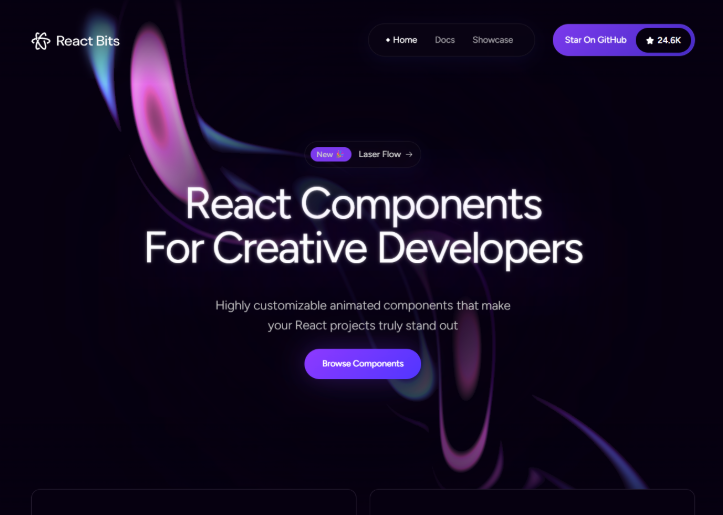 React Bits
Home Docs Showcase
Star On GitHub 24.6K
New 🎉 Laser Flow →
React Components
For Creative Developers
Highly customizable animated components that make
your React projects truly stand out
Browse Components